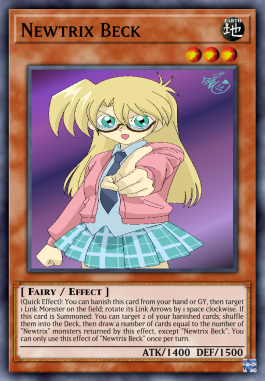 Newtrix Beck
EARTH
地
[ Fairy / Effect ]
(Quick Effect): You can banish this card from your hand or GY, then target
1 Link Monster on the field; rotate its Link Arrows by 1 space clockwise. If
this card is Summoned: You can target 2 of your banished cards; shuffle
them into the Deck, then draw a number of cards equal to the number of
"Newtrix" monsters returned by this effect, except "Newtrix Beck". You
can only use this effect of "Newtrix Beck" once per turn.
ATK/1400 DEF/1500